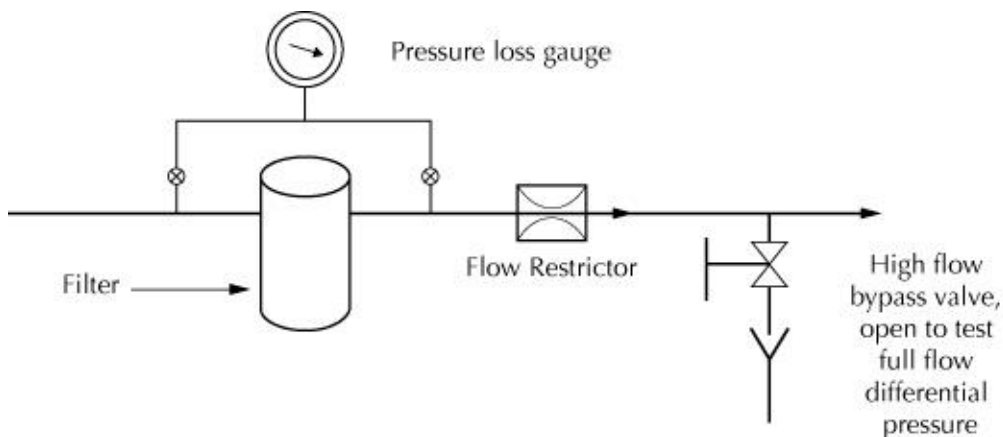 Pressure loss gauge
Filter
Flow Restrictor
High flow
bypass valve,
open to test
full flow
differential
pressure